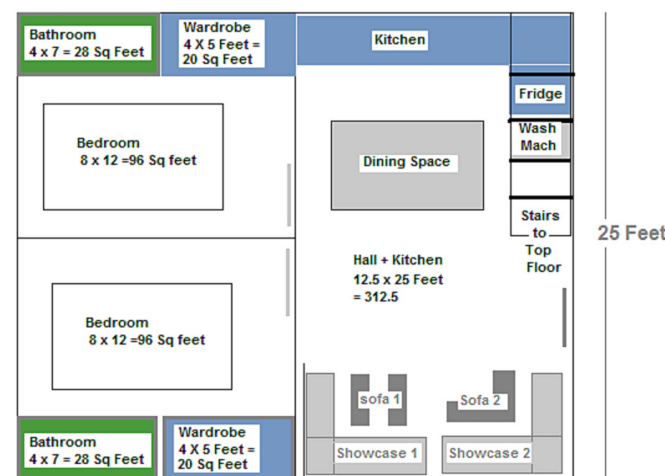 Bathroom
4 x 7 = 28 Sq Feet
Wardrobe
4 X 5 Feet =
20 Sq Feet
Kitchen
Fridge
Wash
Mach
Bedroom
8 x 12 =96 Sq feet
Dining Space
Stairs
to
Top
Floor
25 Feet
Hall + Kitchen
12.5 x 25 Feet
= 312.5
Bedroom
8 x 12 =96 Sq feet
sofa 1
Sofa 2
Bathroom
4 x 7 = 28 Sq Feet
Wardrobe
4 X 5 Feet =
20 Sq Feet
Showcase 1
Showcase 2